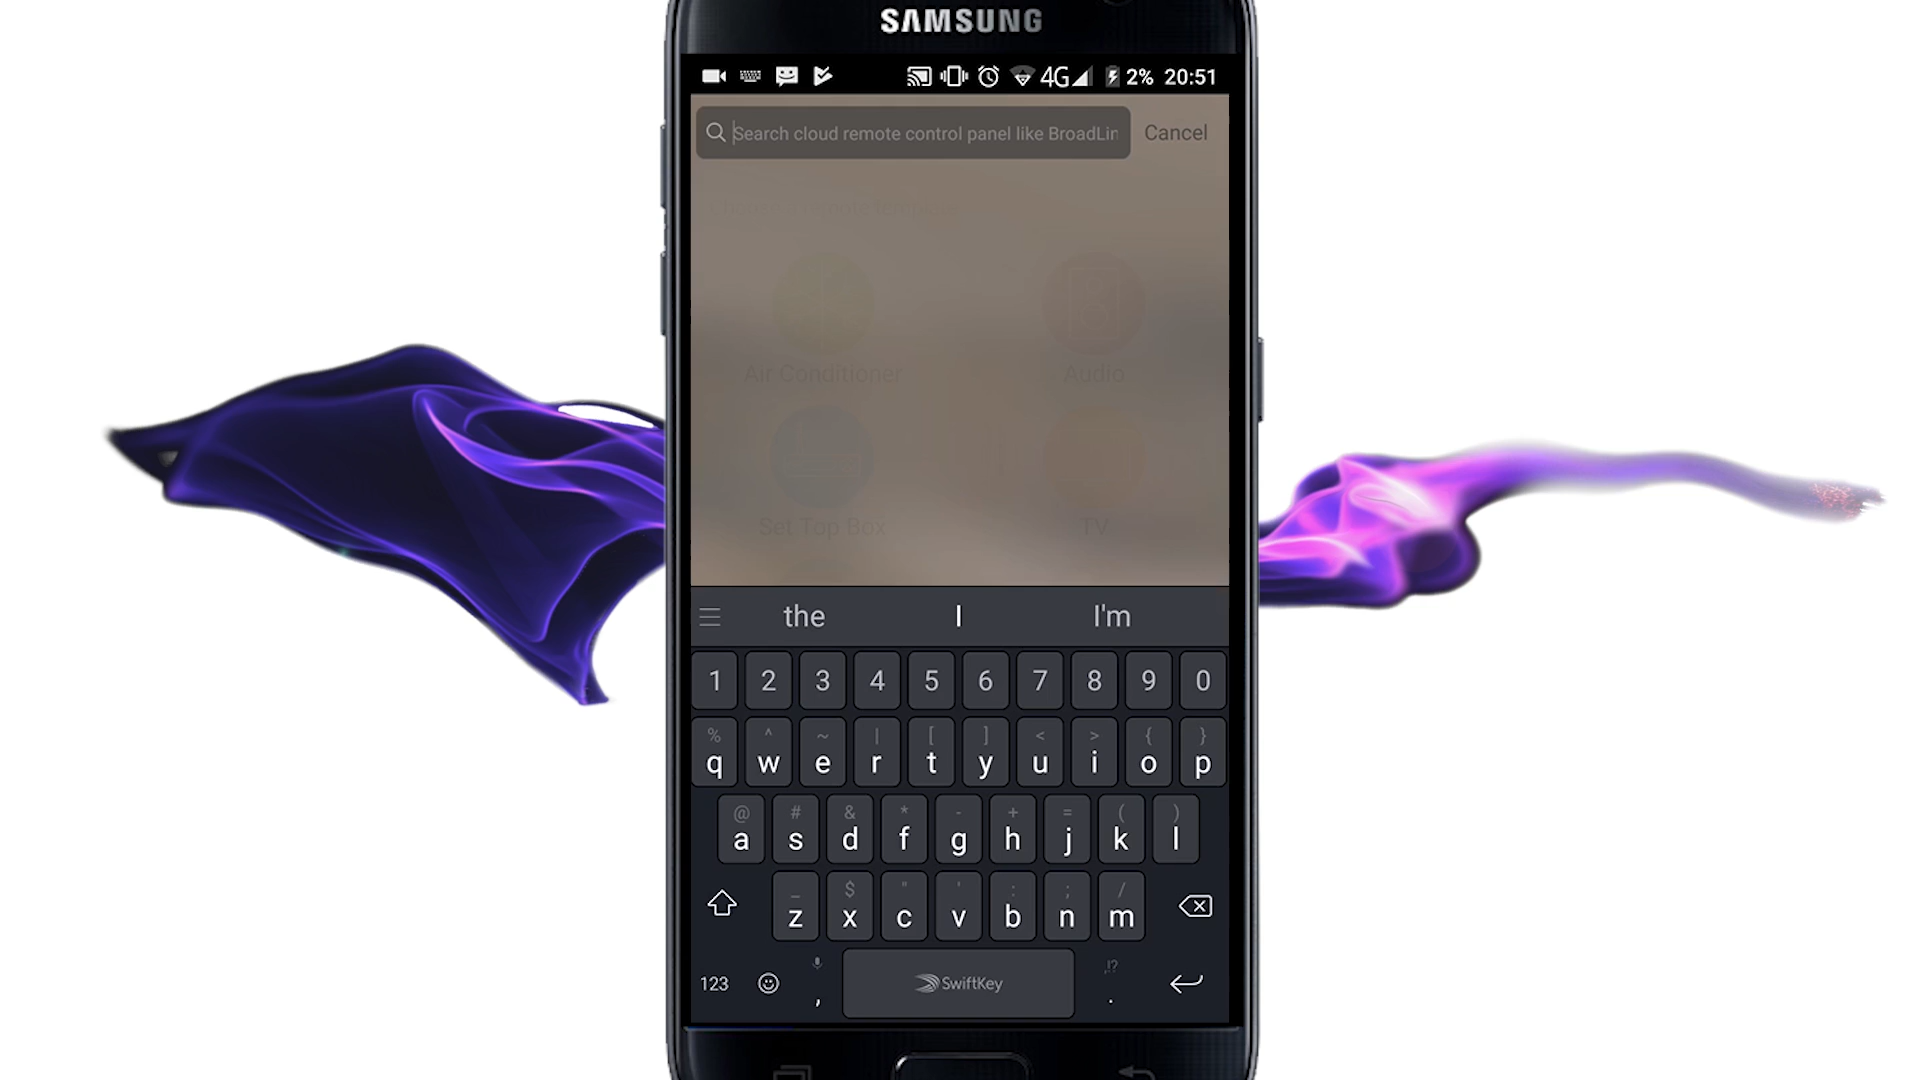 SAMSUNG
4G 2% 20:51
Search cloud remote control panel like BroadLin
Cancel
Air Conditioner
Audio
Set Top Box
TV
the I I'm
1 2 3 4 5 6 7 8 9 0
% ^ ~ | [ ] < > { }
q w e r t y u i o p
@ # & * - + = ( )
a s d f g h j k l
_ $ " ' : ; /
z x c v b n m
,!?
123 , SwiftKey .